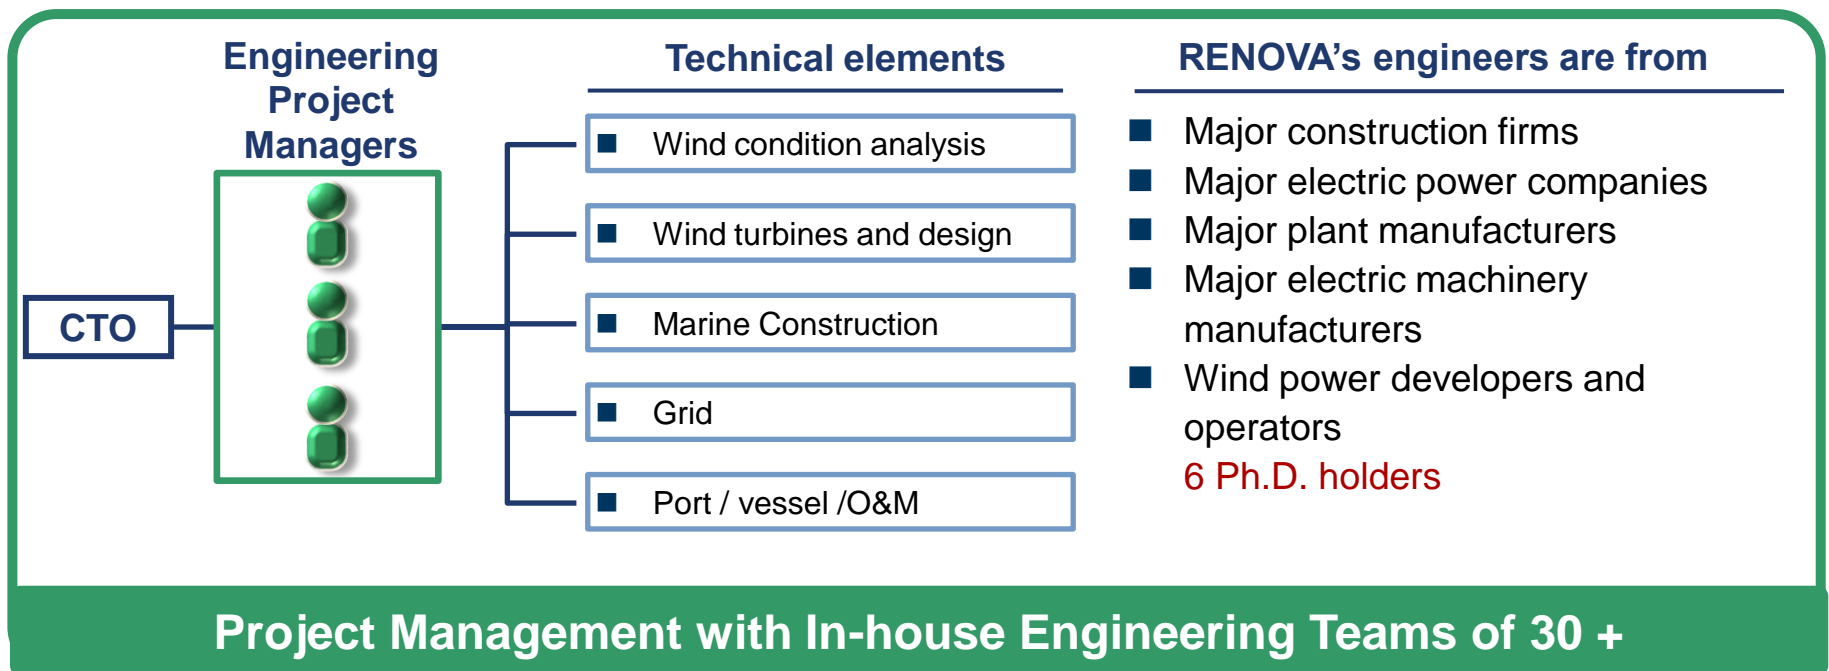 Engineering
Project
Managers
CTO
Technical elements
Wind condition analysis
Wind turbines and design
Marine Construction
Grid
Port / vessel /O&M
RENOVA’s engineers are from
Major construction firms
Major electric power companies
Major plant manufacturers
Major electric machinery
manufacturers
Wind power developers and
operators
6 Ph.D. holders
Project Management with In-house Engineering Teams of 30 +